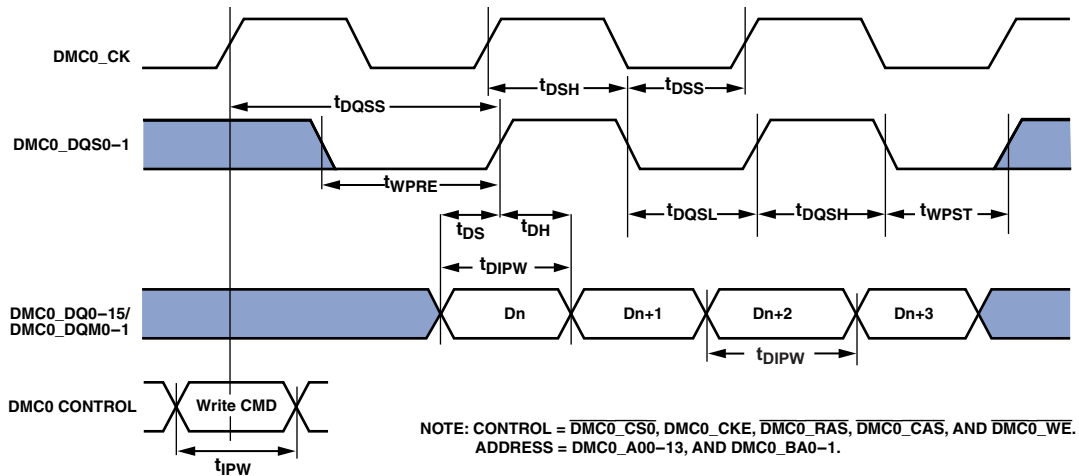 DMC0_CK
tDSH
tDSS
tDQSS
DMC0_DQS0–1
tWPRE
tDQSL
tDQSH
tWPST
tDS
tDH
tDIPW
DMC0_DQ0–15/
DMC0_DQM0–1
Dn
Dn+1
Dn+2
Dn+3
tDIPW
DMC0 CONTROL
Write CMD
tIPW
NOTE: CONTROL = DMC0_CS0, DMC0_CKE, DMC0_RAS, DMC0_CAS, AND DMC0_WE.
ADDRESS = DMC0_A00–13, AND DMC0_BA0–1.